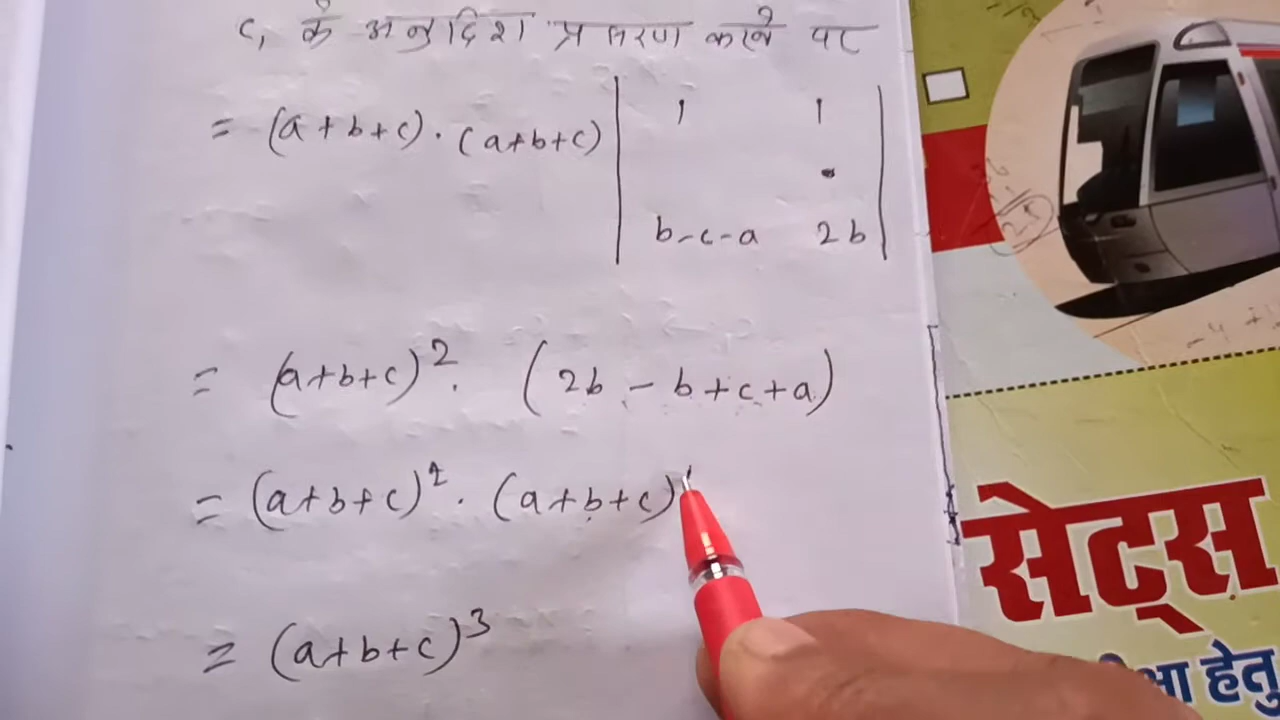 C₁ के अनुदिश प्रसरण करने पर
= (a+b+c)·(a+b+c) | 1 1
b-c-a 2b |
= (a+b+c)². (2b - b+c+a)
= (a+b+c)². (a+b+c)
= (a+b+c)³
सेट्स
हेतु